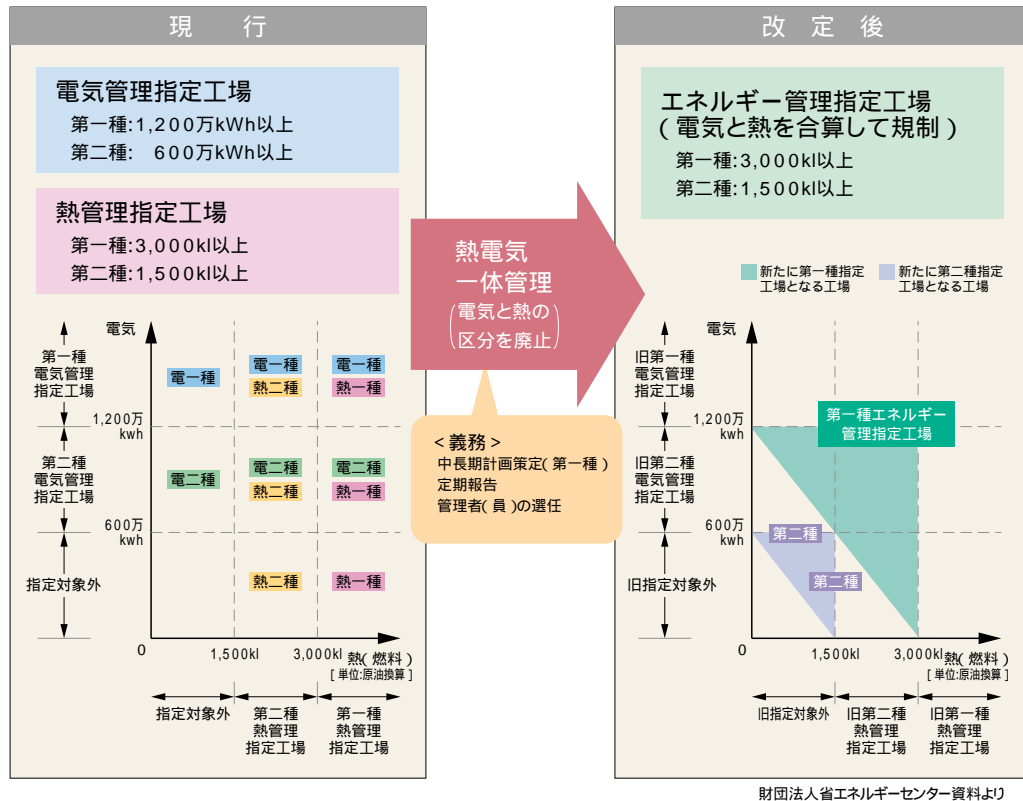 現 行
電気管理指定工場
第一種:1,200万kWh以上
第二種: 600万kWh以上
熱管理指定工場
第一種:3,000kl以上
第二種:1,500kl以上
電気
第一種
電気管理
指定工場
1,200万
kwh
第二種
電気管理
指定工場
600万
kwh
指定対象外
電一種
電一種
熱二種
電一種
熱一種
電二種
電二種
熱二種
電二種
熱一種
熱二種
熱一種
0
1,500kl
3,000kl
熱(燃料)
[単位:原油換算]
指定対象外
第二種
熱管理
指定工場
第一種
熱管理
指定工場
熱電気
一体管理
(電気と熱の
区分を廃止)
<義務>
中長期計画策定(第一種)
定期報告
管理者(員)の選任
改 定 後
エネルギー管理指定工場
(電気と熱を合算して規制)
第一種:3,000kl以上
第二種:1,500kl以上
新たに第一種指定
工場となる工場
新たに第二種指定
工場となる工場
電気
旧第一種
電気管理
指定工場
1,200万
kwh
旧第二種
電気管理
指定工場
600万
kwh
旧指定対象外
第一種エネルギー
管理指定工場
第二種
第二種
0
1,500kl
3,000kl
熱(燃料)
[単位:原油換算]
旧指定対象外
旧第二種
熱管理
指定工場
旧第一種
熱管理
指定工場
財団法人省エネルギーセンター資料より